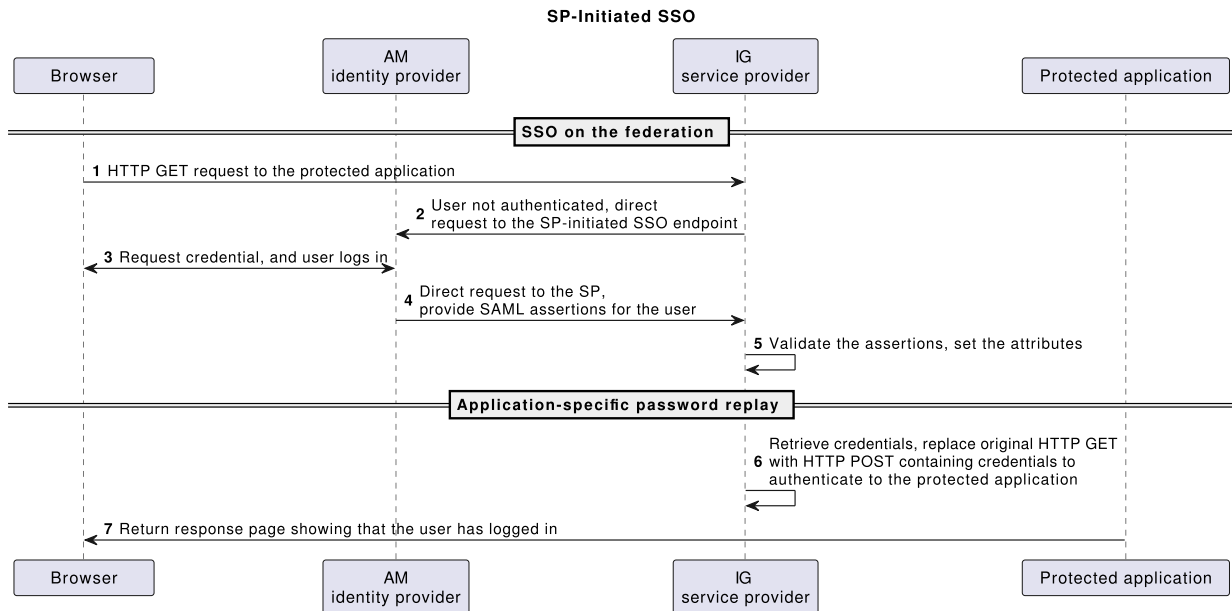 SP-Initiated SSO
Browser
AM
identity provider
IG
service provider
Protected application
SSO on the federation
1 HTTP GET request to the protected application
2 User not authenticated, direct
request to the SP-initiated SSO endpoint
3 Request credential, and user logs in
4 Direct request to the SP,
provide SAML assertions for the user
5 Validate the assertions, set the attributes
Application-specific password replay
Retrieve credentials, replace original HTTP GET
6 with HTTP POST containing credentials to
authenticate to the protected application
7 Return response page showing that the user has logged in
Browser
AM
identity provider
IG
service provider
Protected application